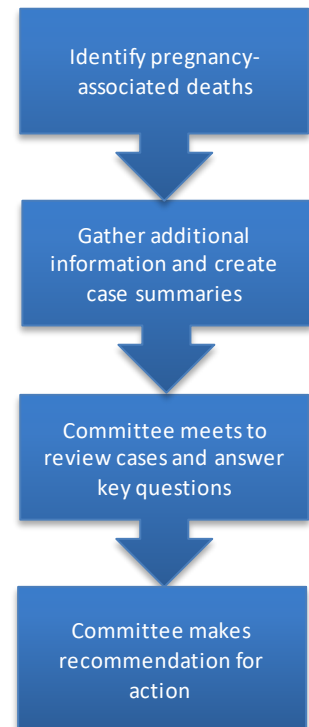 Identify pregnancy-
associated deaths
Gather additional
information and create
case summaries
Committee meets to
review cases and answer
key questions
Committee makes
recommendation for
action